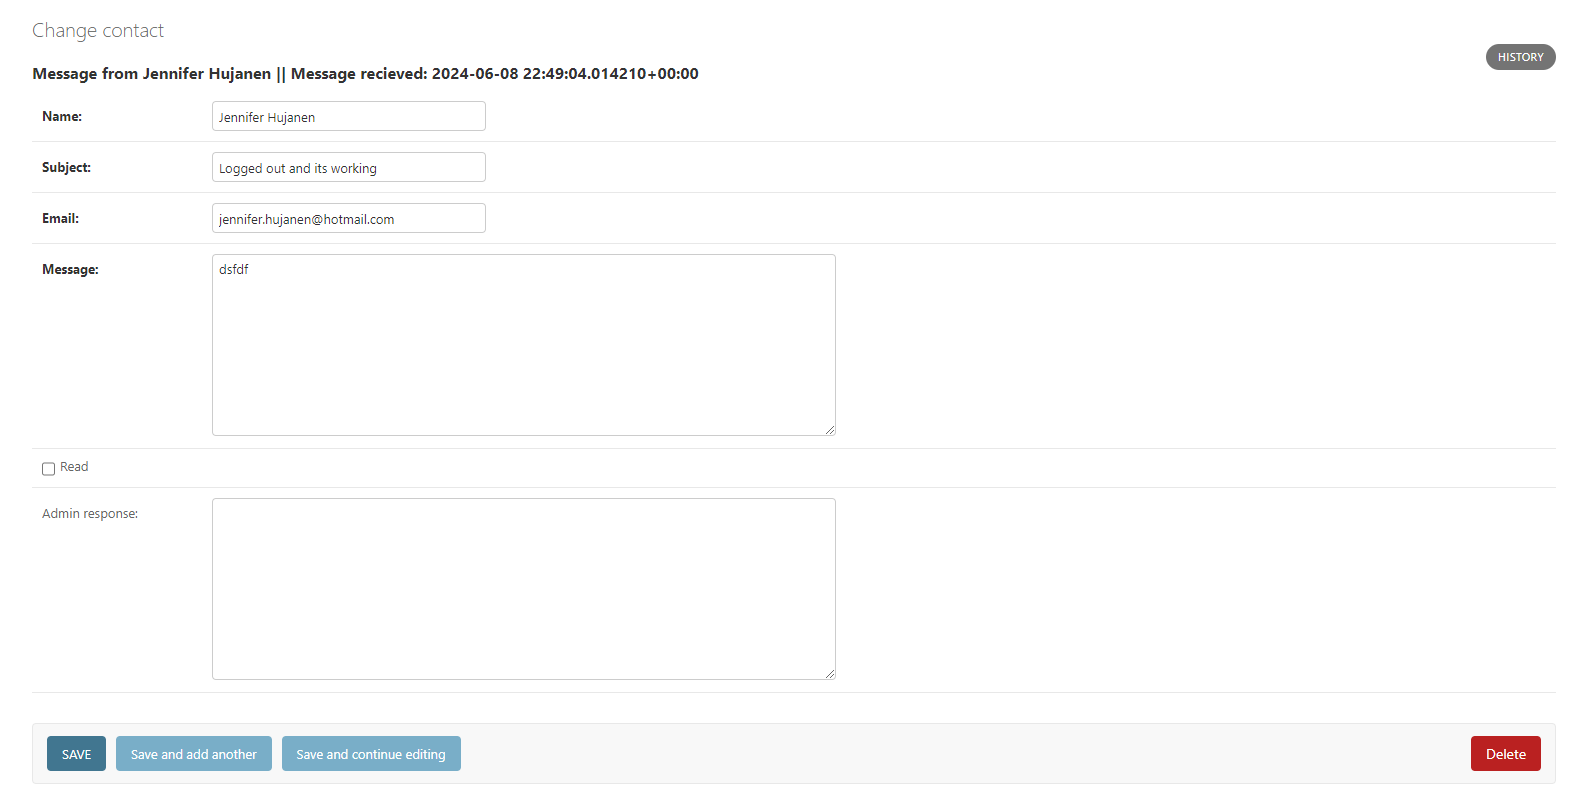 Change contact
HISTORY
Message from Jennifer Hujanen || Message recieved: 2024-06-08 22:49:04.014210+00:00
Name:
Jennifer Hujanen
Subject:
Logged out and its working
Email:
jennifer.hujanen@hotmail.com
Message:
dsfdf
Read
Admin response:
SAVE
Save and add another
Save and continue editing
Delete